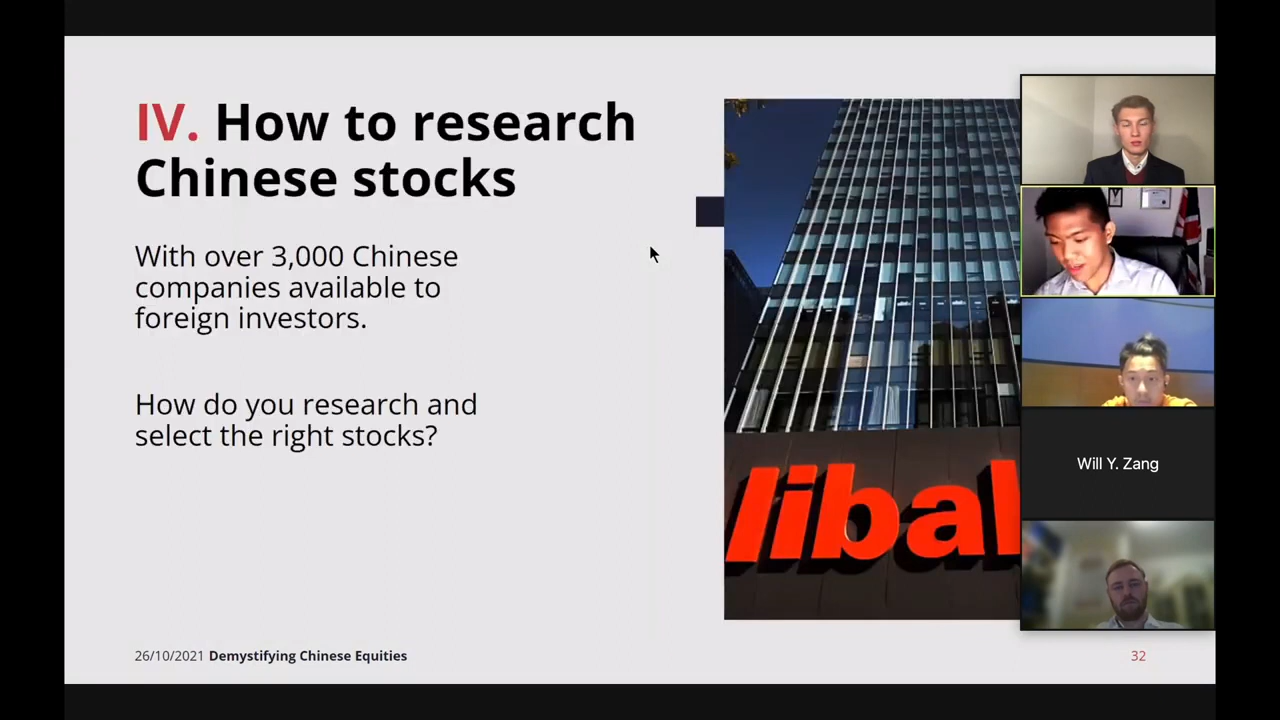 IV. How to research
Chinese stocks
With over 3,000 Chinese
companies available to
foreign investors.
How do you research and
select the right stocks?
libal
Will Y. Zang
26/10/2021 Demystifying Chinese Equities
32